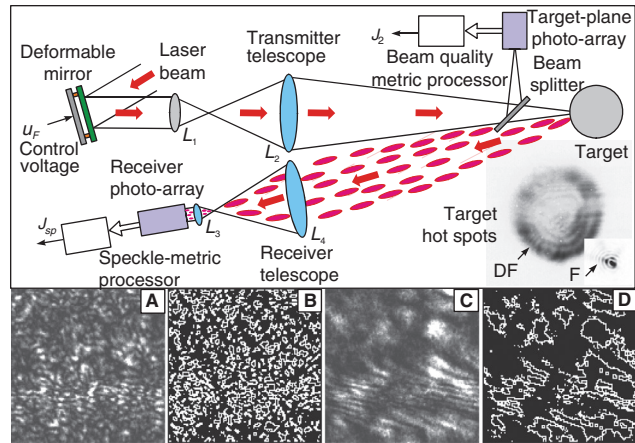 Deformable
mirror
Laser
beam
Transmitter
telescope
J2
Beam quality
metric processor
Target-plane
photo-array
Beam
splitter
uF
Control
voltage
L1
L2
Target
Receiver
photo-array
Jsp
L3
L4
Speckle-metric
processor
Receiver
telescope
Target
hot spots
DF
F
A
B
C
D